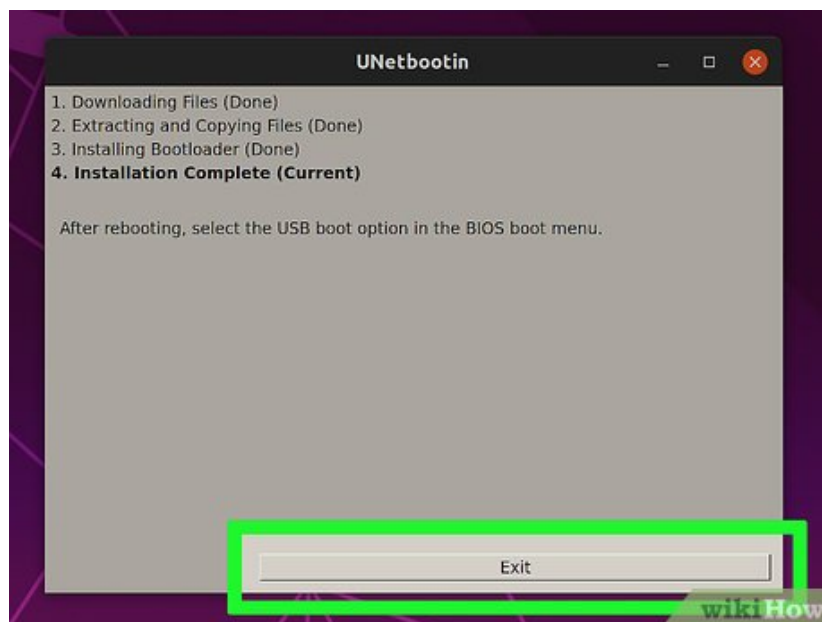 UNetbootin
1. Downloading Files (Done)
2. Extracting and Copying Files (Done)
3. Installing Bootloader (Done)
4. Installation Complete (Current)
After rebooting, select the USB boot option in the BIOS boot menu.
Exit
wikiHow